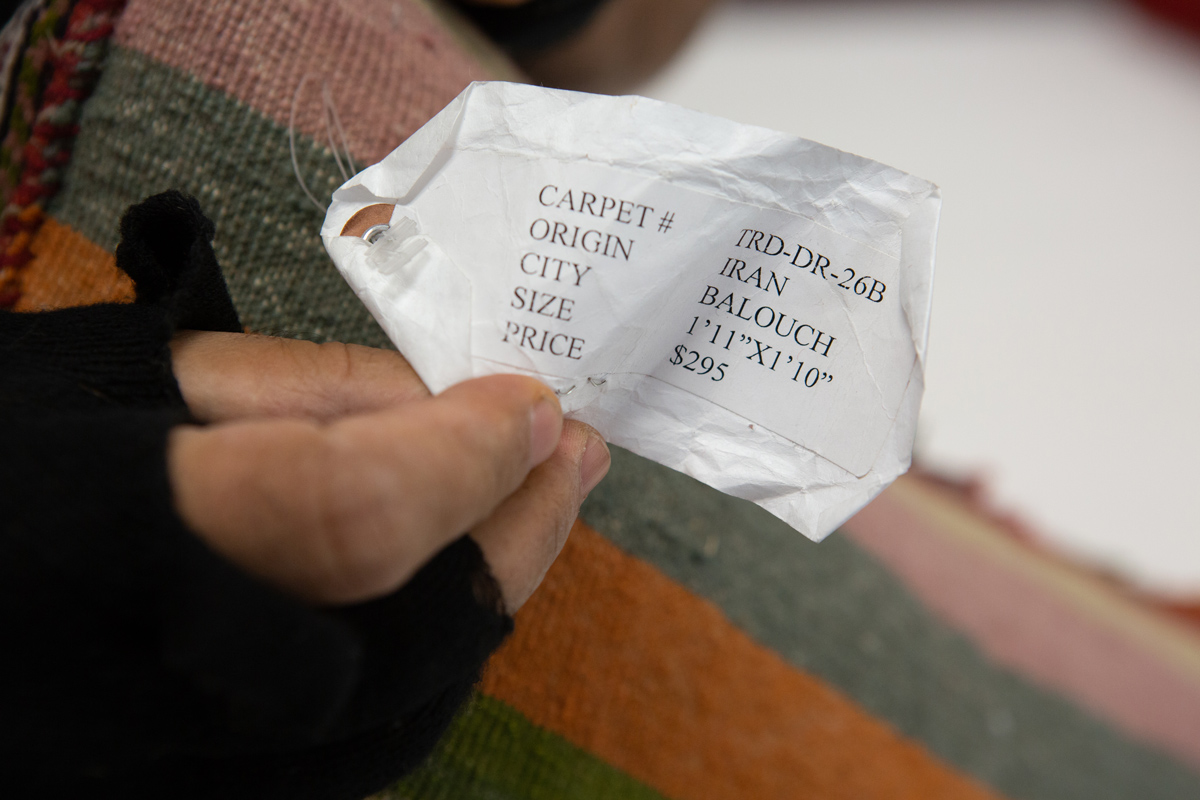 CARPET # TRD-DR-26B
ORIGIN IRAN
CITY BALOUCH
SIZE 1’11”X1’10”
PRICE $295